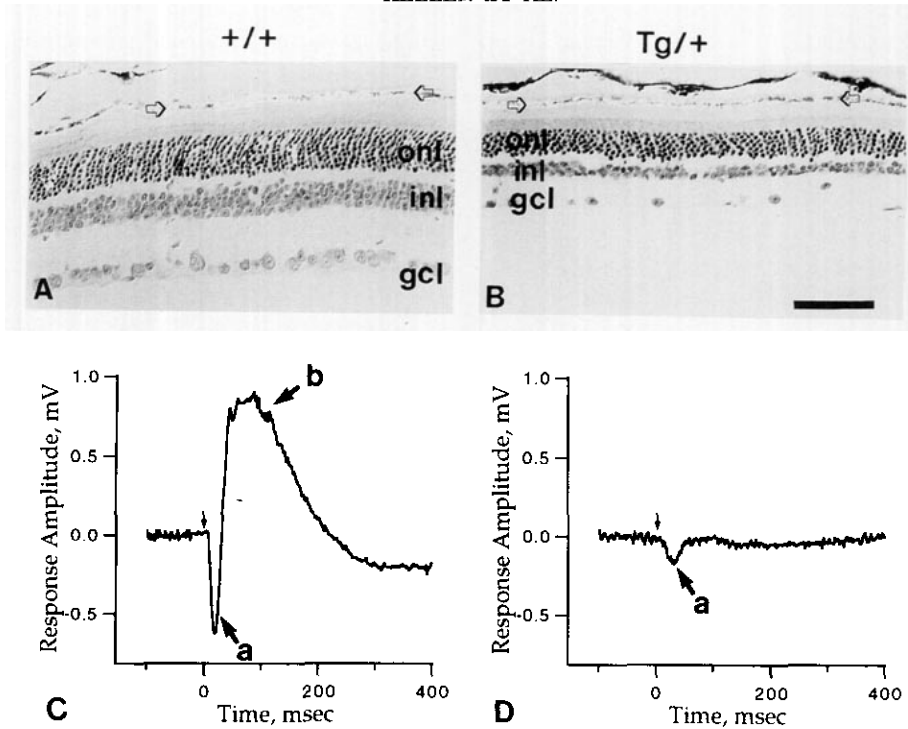 +/+
Tg/+
onl
inl
gcl
A
onl
inl
gcl
B
1.0
0.5
0.0
-0.5
Response Amplitude, mV
b
a
0
200
400
Time, msec
C
1.0
0.5
0.0
-0.5
Response Amplitude, mV
a
0
200
400
Time, msec
D